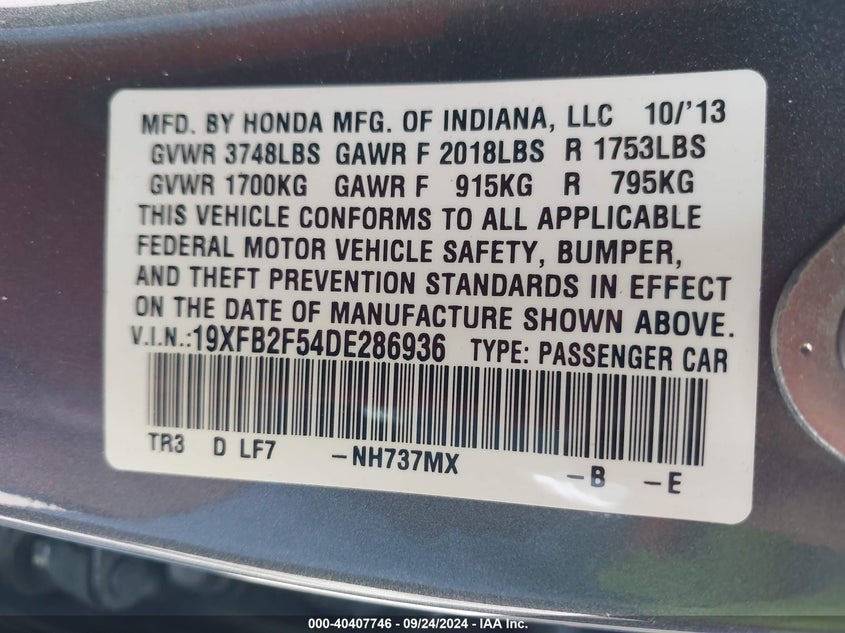 MFD. BY HONDA MFG. OF INDIANA, LLC 10/'13
GVWR 3748LBS GAWR F 2018LBS R 1753LBS
GVWR 1700KG GAWR F 915KG R 795KG
THIS VEHICLE CONFORMS TO ALL APPLICABLE
FEDERAL MOTOR VEHICLE SAFETY, BUMPER,
AND THEFT PREVENTION STANDARDS IN EFFECT
ON THE DATE OF MANUFACTURE SHOWN ABOVE.
V.I.N.:19XFB2F54DE286936 TYPE: PASSENGER CAR
TR3 D LF7 -NH737MX -B -E
000-40407746 - 09/24/2024 - IAA Inc.